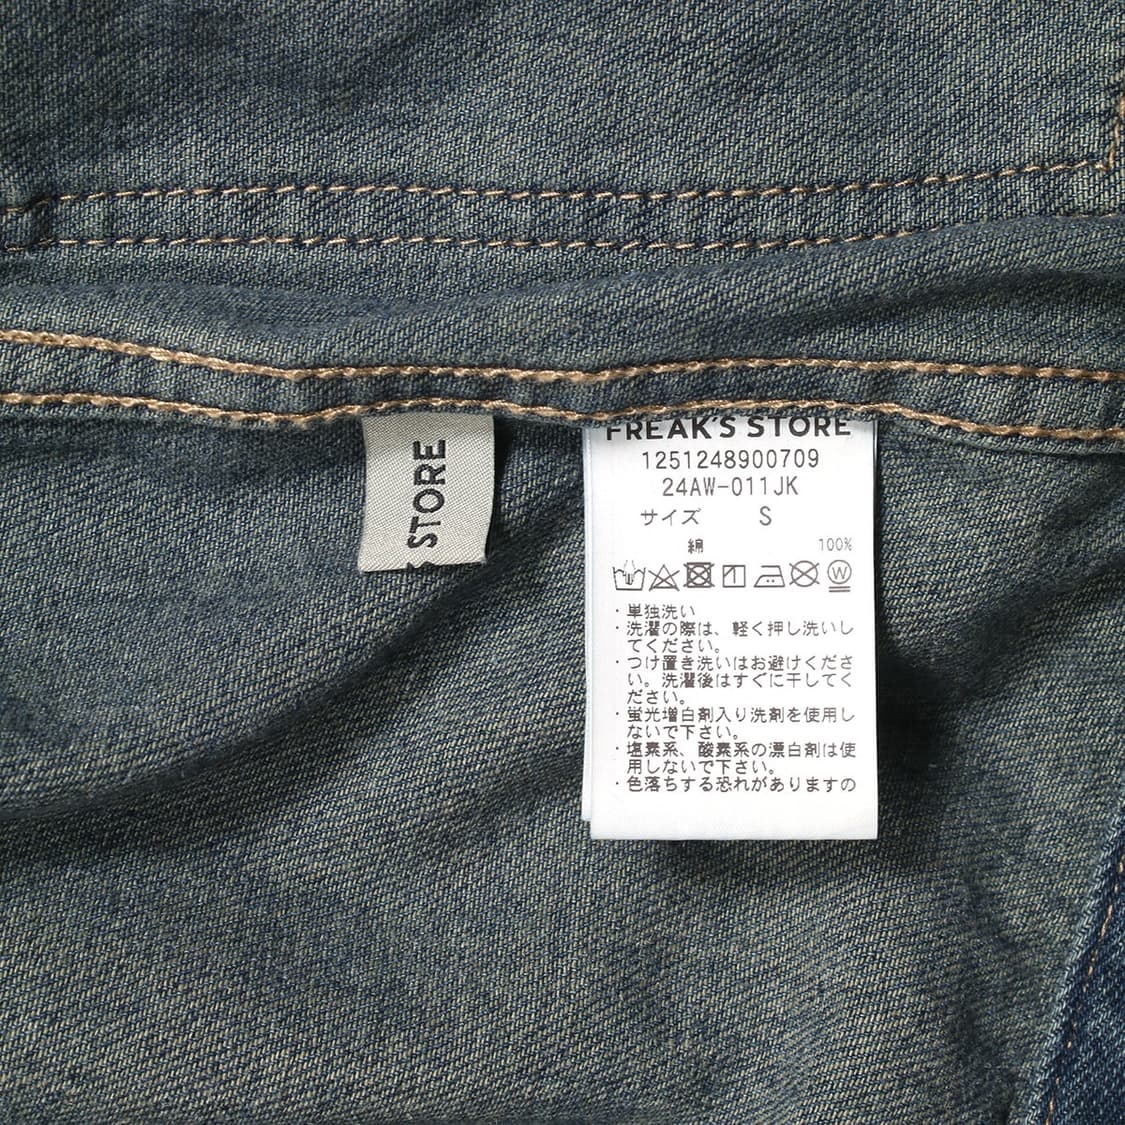 STORE
FREAK'S STORE
1251248900709
24AW-011JK
サイズ S
綿 100%
W
・単独洗い
・洗濯の際は、軽く押し洗いし
てください。
・つけ置き洗いはお避けくださ
い。洗濯後はすぐに干してく
ださい。
・蛍光増白剤入り洗剤を使用し
ないで下さい。
・塩素系、酸素系の漂白剤は使
用しないで下さい。
・色落ちする恐れがありますの